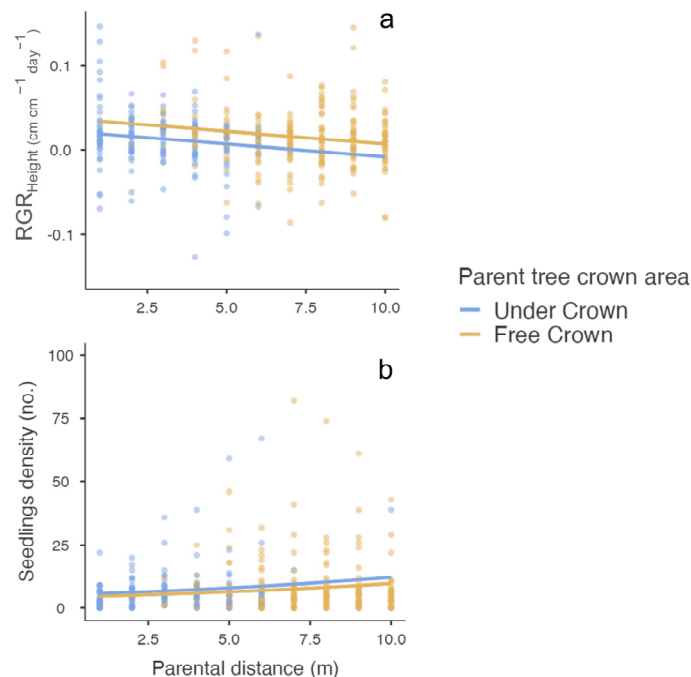 a
RGR Height (cm cm ⁻¹ day ⁻¹)
0.1
0.0
-0.1
2.5 5.0 7.5 10.0
Parent tree crown area
Under Crown
Free Crown
b
Seedlings density (no.)
100
75
50
25
0
2.5 5.0 7.5 10.0
Parental distance (m)